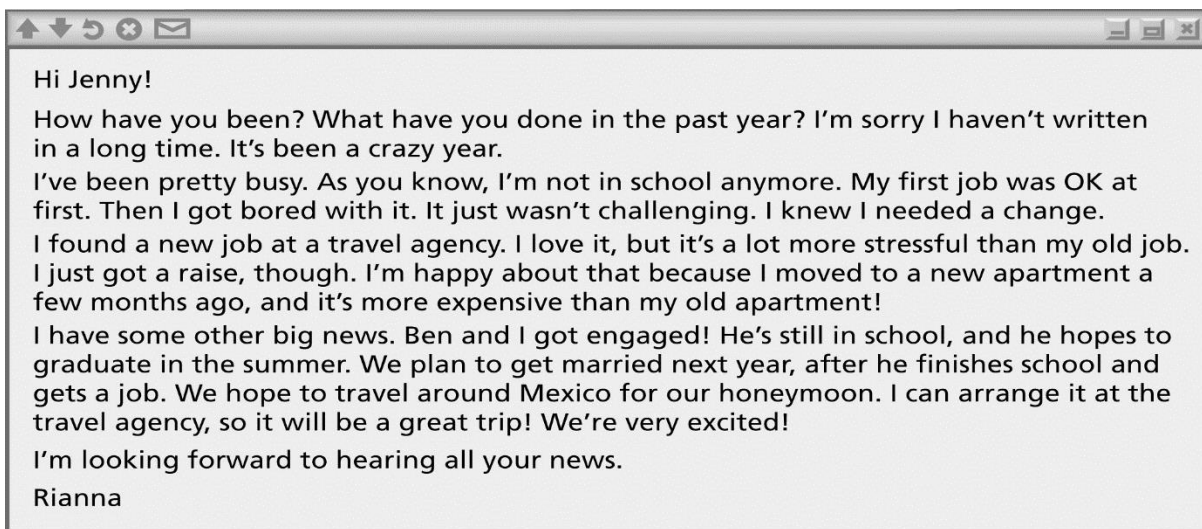 Hi Jenny!
How have you been? What have you done in the past year? I’m sorry I haven’t written
in a long time. It’s been a crazy year.
I’ve been pretty busy. As you know, I’m not in school anymore. My first job was OK at
first. Then I got bored with it. It just wasn’t challenging. I knew I needed a change.
I found a new job at a travel agency. I love it, but it’s a lot more stressful than my old job.
I just got a raise, though. I’m happy about that because I moved to a new apartment a
few months ago, and it’s more expensive than my old apartment!
I have some other big news. Ben and I got engaged! He’s still in school, and he hopes to
graduate in the summer. We plan to get married next year, after he finishes school and
gets a job. We hope to travel around Mexico for our honeymoon. I can arrange it at the
travel agency, so it will be a great trip! We’re very excited!
I’m looking forward to hearing all your news.
Rianna